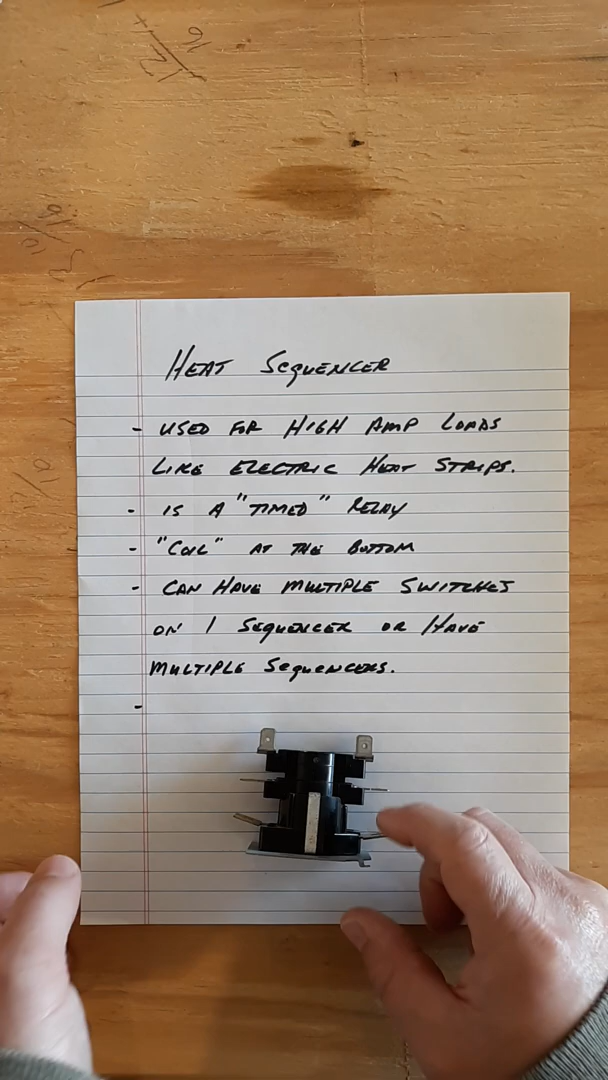 HEAT SEQUENCER
- USED FOR HIGH AMP LOADS
LIKE ELECTRIC HEAT STRIPS.
- IS A "TIMED" RELAY
- "COIL" AT THE BOTTOM
- CAN HAVE MULTIPLE SWITCHES
ON 1 SEQUENCER OR HAVE
MULTIPLE SEQUENCERS.
-